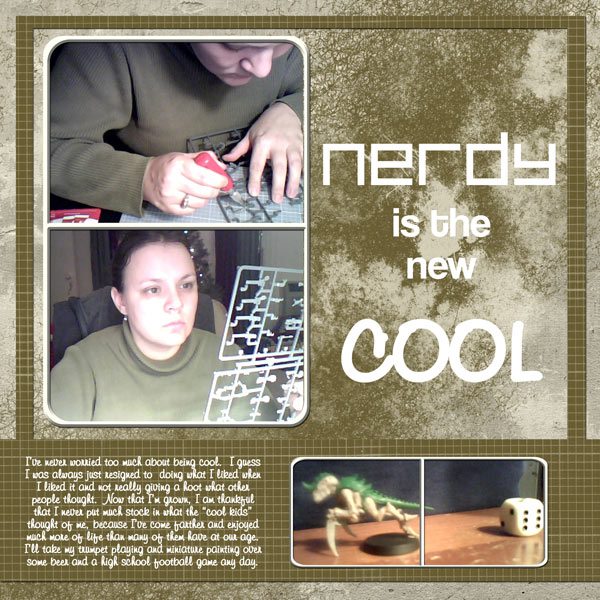 nerdy
is the
new
COOL
I've never worried too much about being cool. I guess
I was always just resigned to doing what I liked when
I liked it and not really giving a hoot what other
people thought. Now that I'm grown, I am thankful
that I never put much stock in what the "cool kids"
thought of me, because I've come farther and enjoyed
much more of life than many of them have at our age.
I'll take my trumpet playing and miniature painting over
some beer and a high school football game any day.